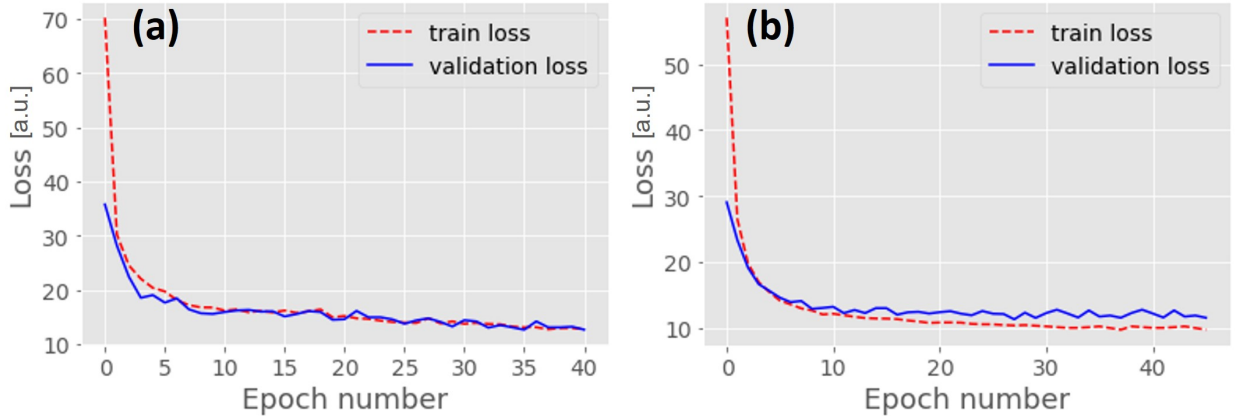 (a)
train loss
validation loss
70
60
50
40
30
20
10
Loss [a.u.]
0 5 10 15 20 25 30 35 40
Epoch number
(b)
train loss
validation loss
50
40
30
20
10
Loss [a.u.]
0 10 20 30 40
Epoch number